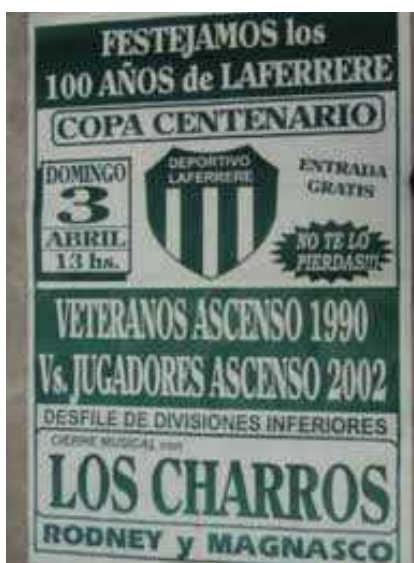 FESTEJAMOS los
100 AÑOS de LAFERRERE
COPA CENTENARIO
DOMINGO
3
ABRIL
13 hs.
DEPORTIVO
LAFERRERE
ENTRADA
GRATIS
NO TE LO
PIERDAS!!!
VETERANOS ASCENSO 1990
Vs. JUGADORES ASCENSO 2002
DESFILE DE DIVISIONES INFERIORES
CIERRE MUSICAL con
LOS CHARROS
RODNEY y MAGNASCO